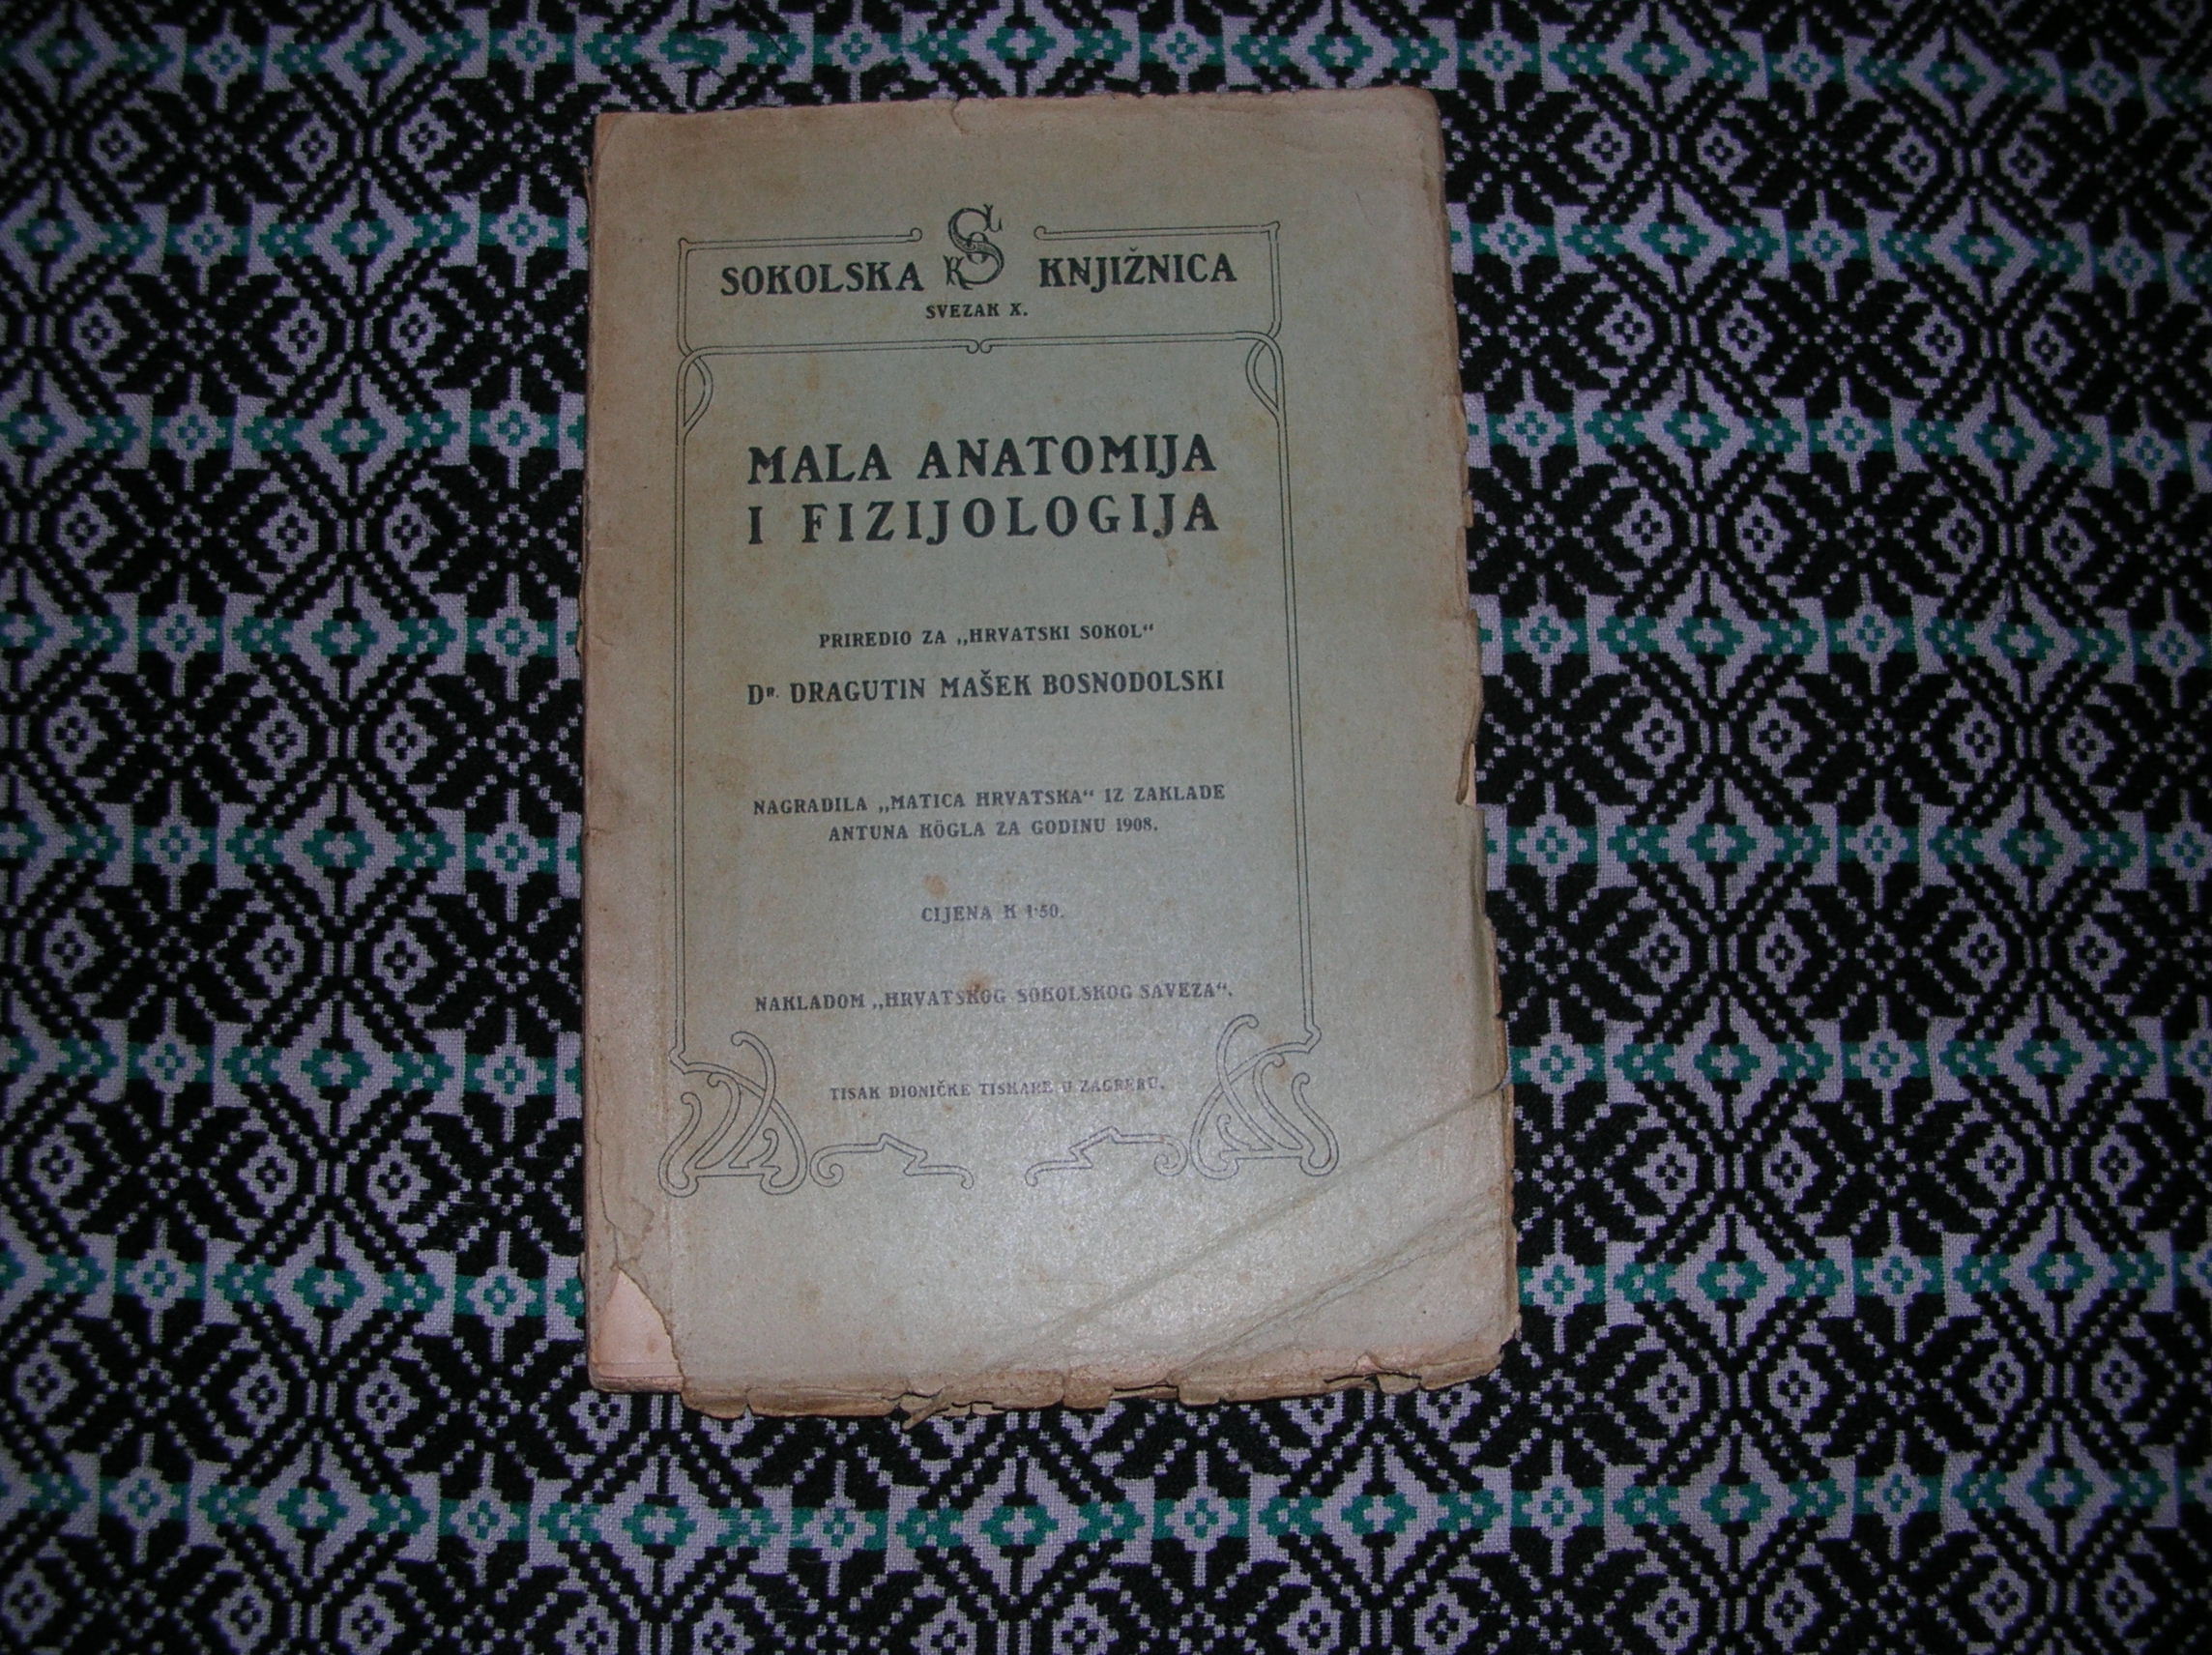 SOKOLSKA SK KNJIŽNICA
SVEZAK X.
MALA ANATOMIJA
I FIZIJOLOGIJA
PRIREDIO ZA „HRVATSKI SOKOL“
DR. DRAGUTIN MAŠEK BOSNODOLSKI
NAGRADILA „MATICA HRVATSKA“ IZ ZAKLADE
ANTUNA KÖGLA ZA GODINU 1908.
CIJENA K 1·50.
NAKLADOM „HRVATSKOG SOKOLSKOG SAVEZA“.
TISAK DIONIČKE TISKARE U ZAGREBU.